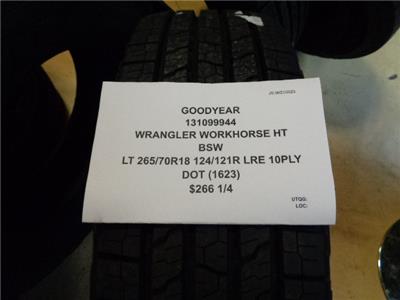 GOODYEAR
131099944
WRANGLER WORKHORSE HT
BSW
LT 265/70R18 124/121R LRE 10PLY
DOT (1623)
$266 1/4
UTQG:
LOC: